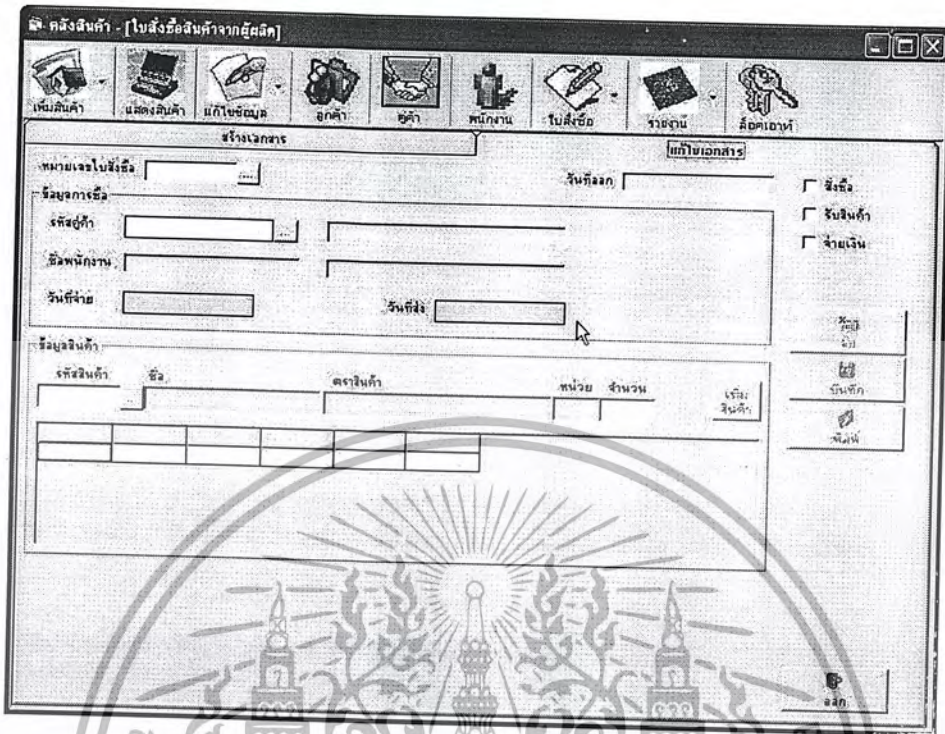 คลังสินค้า - [ใบสั่งซื้อสินค้าจากผู้ผลิต]
เพิ่มสินค้า แสดงสินค้า แก้ไขข้อมูล ลูกค้า คู่ค้า พนักงาน ใบสั่งซื้อ รายงาน ล็อคเอาท์
สร้างเอกสาร แก้ไขเอกสาร
หมายเลขใบสั่งซื้อ ... วันที่ออก สั่งซื้อ
ข้อมูลการซื้อ รับสินค้า
รหัสคู่ค้า ... จ่ายเงิน
ชื่อพนักงาน
วันที่จ่าย วันที่ส่ง
ข้อมูลสินค้า
รหัสสินค้า ... ชื่อ ตราสินค้า หน่วย จำนวน เพิ่มสินค้า
บันทึก
พิมพ์
ออก